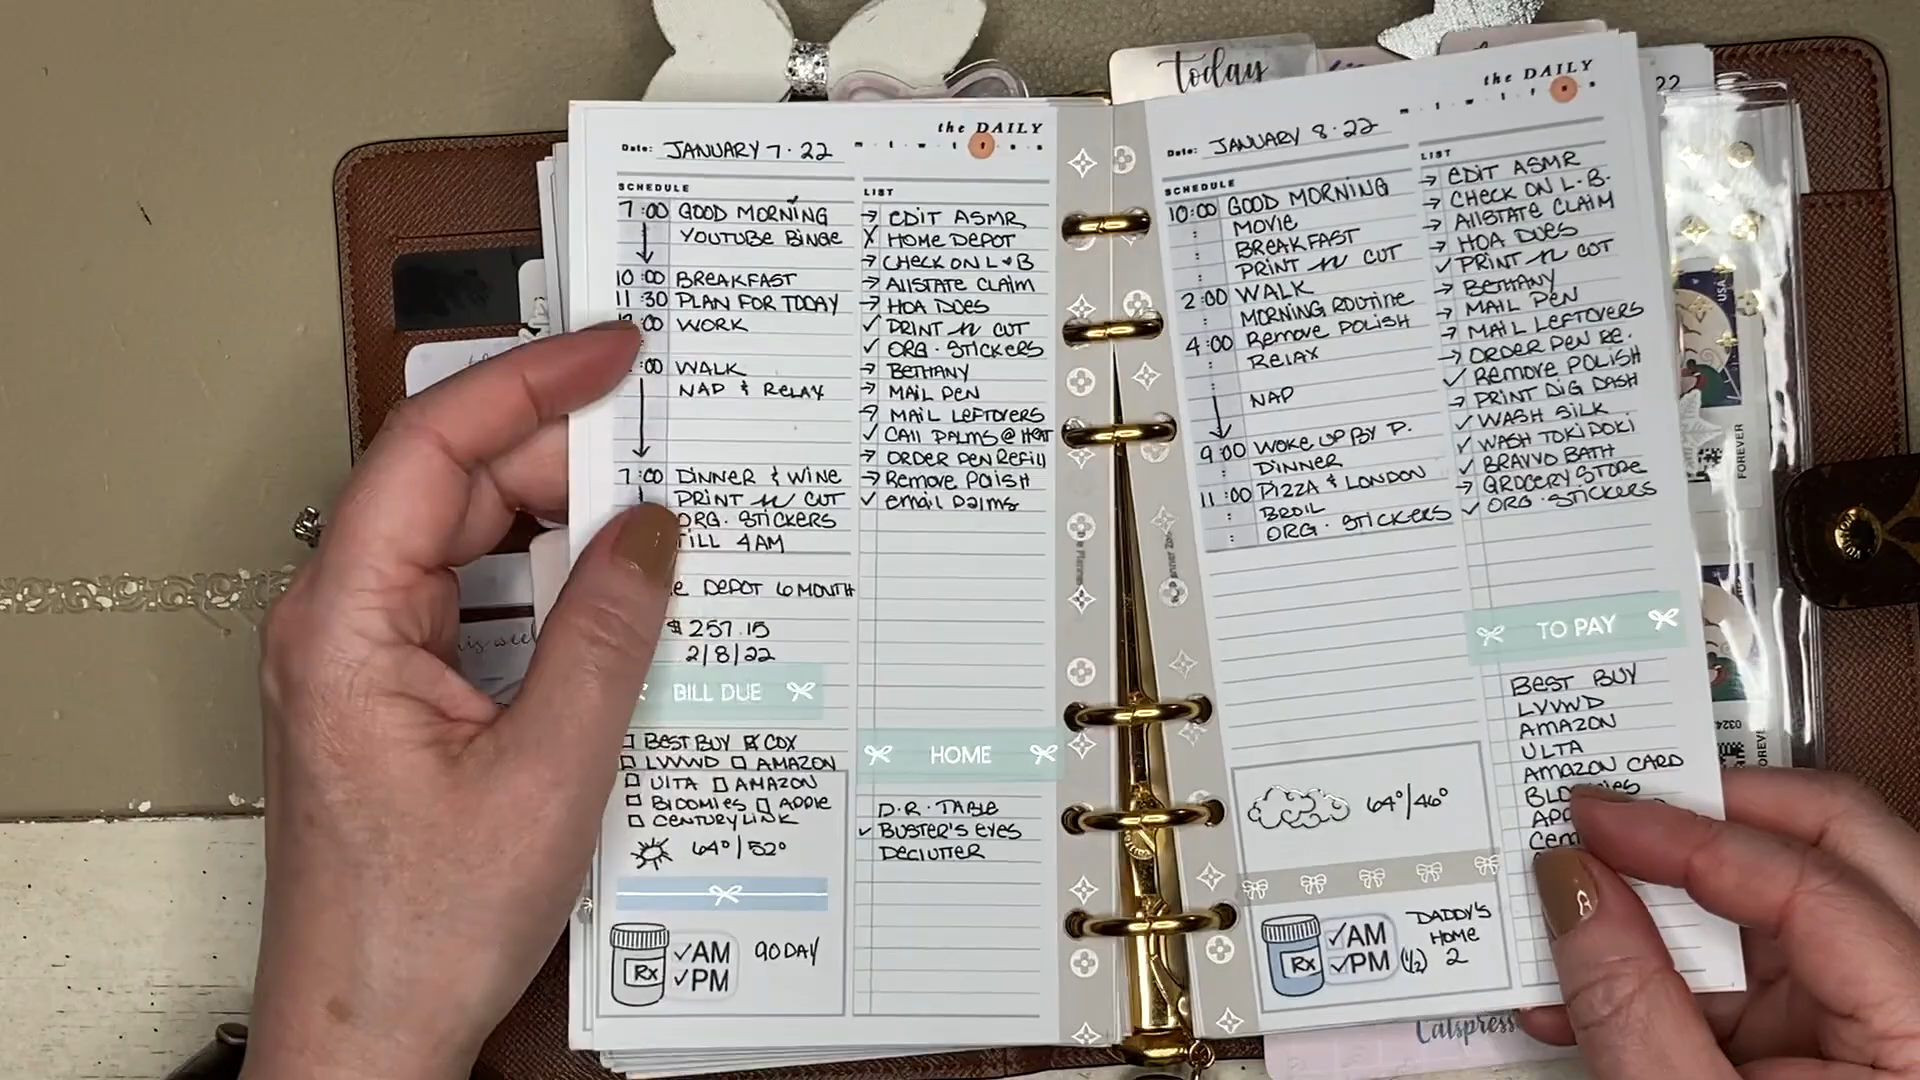 today
the DAILY
Date: JANUARY 7.22
m . t . w . t . f . s . s
SCHEDULE
7:00 GOOD MORNING
YOUTUBE BINGE
10:00 BREAKFAST
11:30 PLAN FOR TODAY
:00 WORK
:00 WALK
NAP & RELAX
7:00 DINNER & WINE
PRINT N CUT
ORG. STICKERS
TILL 4AM
DEPOT 6 MONTH
$257.15
2/8/22
BILL DUE
BEST BUY COX
LVVWD AMAZON
ULTA AMAZON
BLOOMIES APPLE
CENTURYLINK
64°/52°
Rx
✓AM
✓PM
90 DAY
LIST
→ EDIT ASMR
X HOME DEPOT
→ CHECK ON L & B
→ ALLSTATE CLAIM
→ HOA DUES
✓ PRINT N CUT
✓ ORG. STICKERS
→ BETHANY
→ MAIL PEN
→ MAIL LEFTOVERS
✓ CALL PALMS @ HGT
→ ORDER PEN REFILL
→ REMOVE POLISH
✓ EMAIL PALMS
HOME
D.R. TABLE
✓ BUSTER'S EYES
DECLUTTER
the DAILY
Date: JANUARY 8.22
m . t . w . t . f . s
SCHEDULE
10:00 GOOD MORNING
MOVIE
BREAKFAST
PRINT N CUT
2:00 WALK
MORNING ROUTINE
4:00 REMOVE POLISH
RELAX
NAP
9:00 WOKE UP BY P.
DINNER
11:00 PIZZA & LONDON
BROIL
ORG. STICKERS
64°/46°
Rx
✓AM
✓PM
(1/2)
DADDY'S
HOME
2
LIST
→ EDIT ASMR
→ CHECK ON L.B.
→ ALLSTATE CLAIM
→ HOA DUES
✓ PRINT N CUT
→ BETHANY
→ MAIL PEN
→ MAIL LEFTOVERS
→ ORDER PEN RE.
✓ REMOVE POLISH
→ PRINT DIG DASH
✓ WASH SILK
✓ WASH TOKIDOKI
✓ BRAVVO BATH
→ GROCERY STORE
✓ ORG. STICKERS
TO PAY
BEST BUY
LVVWD
AMAZON
ULTA
AMAZON CARD
22
USA
FOREVER